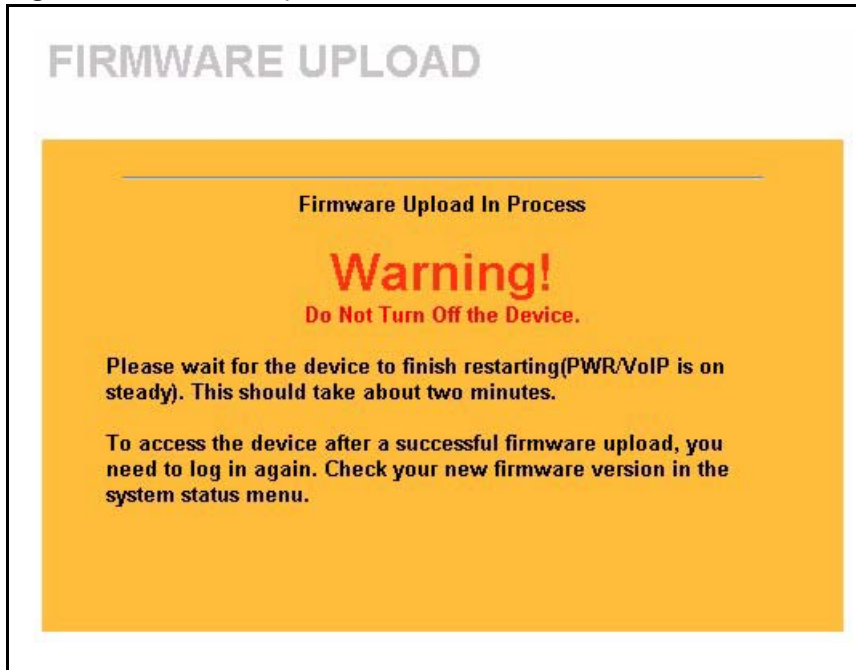 FIRMWARE UPLOAD
Firmware Upload In Process
Warning!
Do Not Turn Off the Device.
Please wait for the device to finish restarting(PWR/VoIP is on
steady). This should take about two minutes.
To access the device after a successful firmware upload, you
need to log in again. Check your new firmware version in the
system status menu.